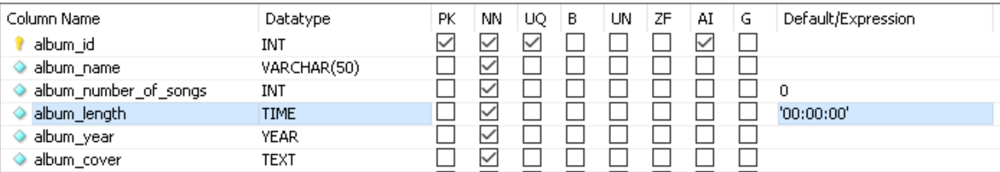 Column Name Datatype PK NN UQ B UN ZF AI G Default/Expression
album_id INT
album_name VARCHAR(50)
album_number_of_songs INT 0
album_length TIME '00:00:00'
album_year YEAR
album_cover TEXT